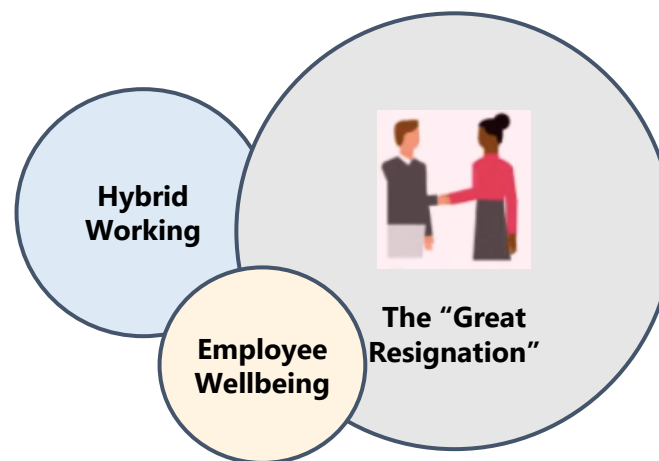 Hybrid
Working
Employee
Wellbeing
The “Great
Resignation”